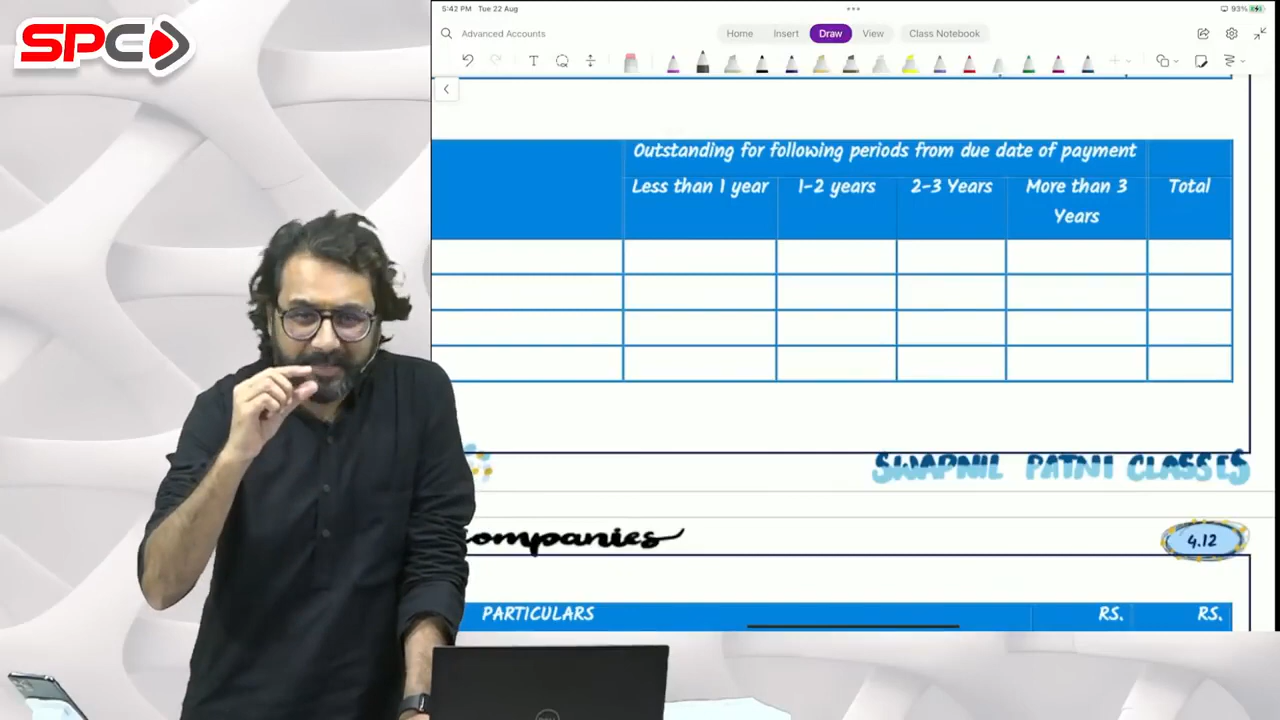 SPC
5:42 PM Tue 22 Aug
93%
Advanced Accounts
Home Insert Draw View Class Notebook
Outstanding for following periods from due date of payment
Less than 1 year 1-2 years 2-3 Years More than 3 Years Total
SWAPNIL PATNI CLASSES
ompanies
4.12
PARTICULARS RS. RS.
DELL